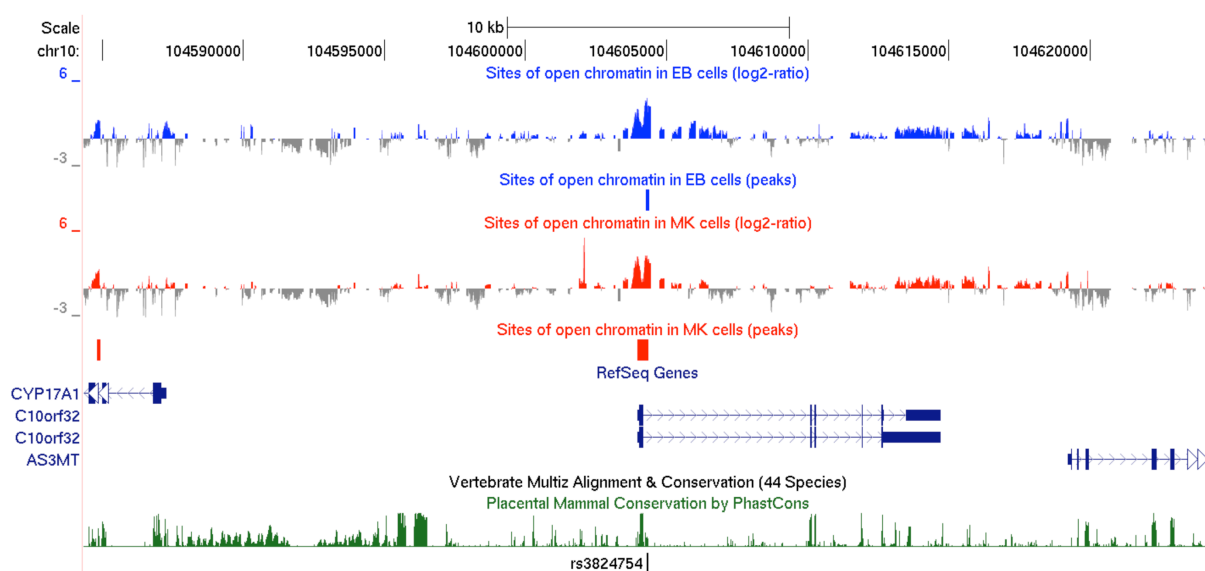 Scale 10 kb
chr10: 104590000 104595000 104600000 104605000 104610000 104615000 104620000
Sites of open chromatin in EB cells (log2-ratio)
6
-3
Sites of open chromatin in EB cells (peaks)
Sites of open chromatin in MK cells (log2-ratio)
6
-3
Sites of open chromatin in MK cells (peaks)
RefSeq Genes
CYP17A1
C10orf32
C10orf32
AS3MT
Vertebrate Multiz Alignment & Conservation (44 Species)
Placental Mammal Conservation by PhastCons
rs3824754